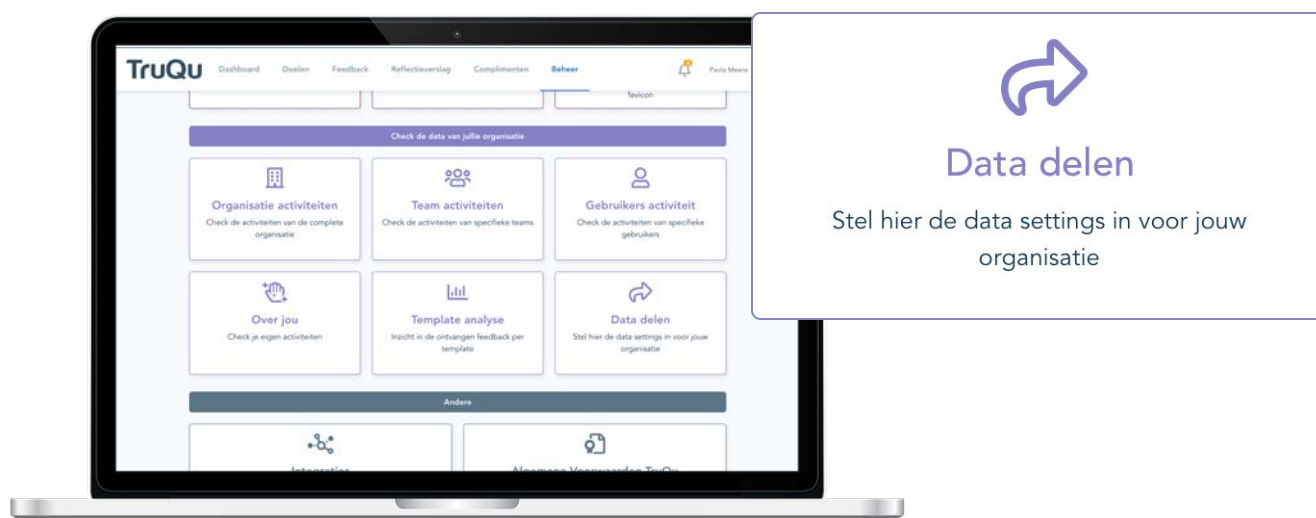 TruQu Dashboard Doelen Feedback Reflectieverslag Complimenten Beheer Paula Meere
favicon
Check de data van jullie organisatie
Organisatie activiteiten
Check de activiteiten van de complete
organisatie
Team activiteiten
Check de activiteiten van specifieke teams
Gebruikers activiteit
Check de activiteiten van specifieke
gebruikers
Over jou
Check je eigen activiteiten
Template analyse
Inzicht in de ontvangen feedback per
template
Data delen
Stel hier de data settings in voor jouw
organisatie
Andere
Integraties
Algemene Voorwaarden TruQu
Data delen
Stel hier de data settings in voor jouw
organisatie